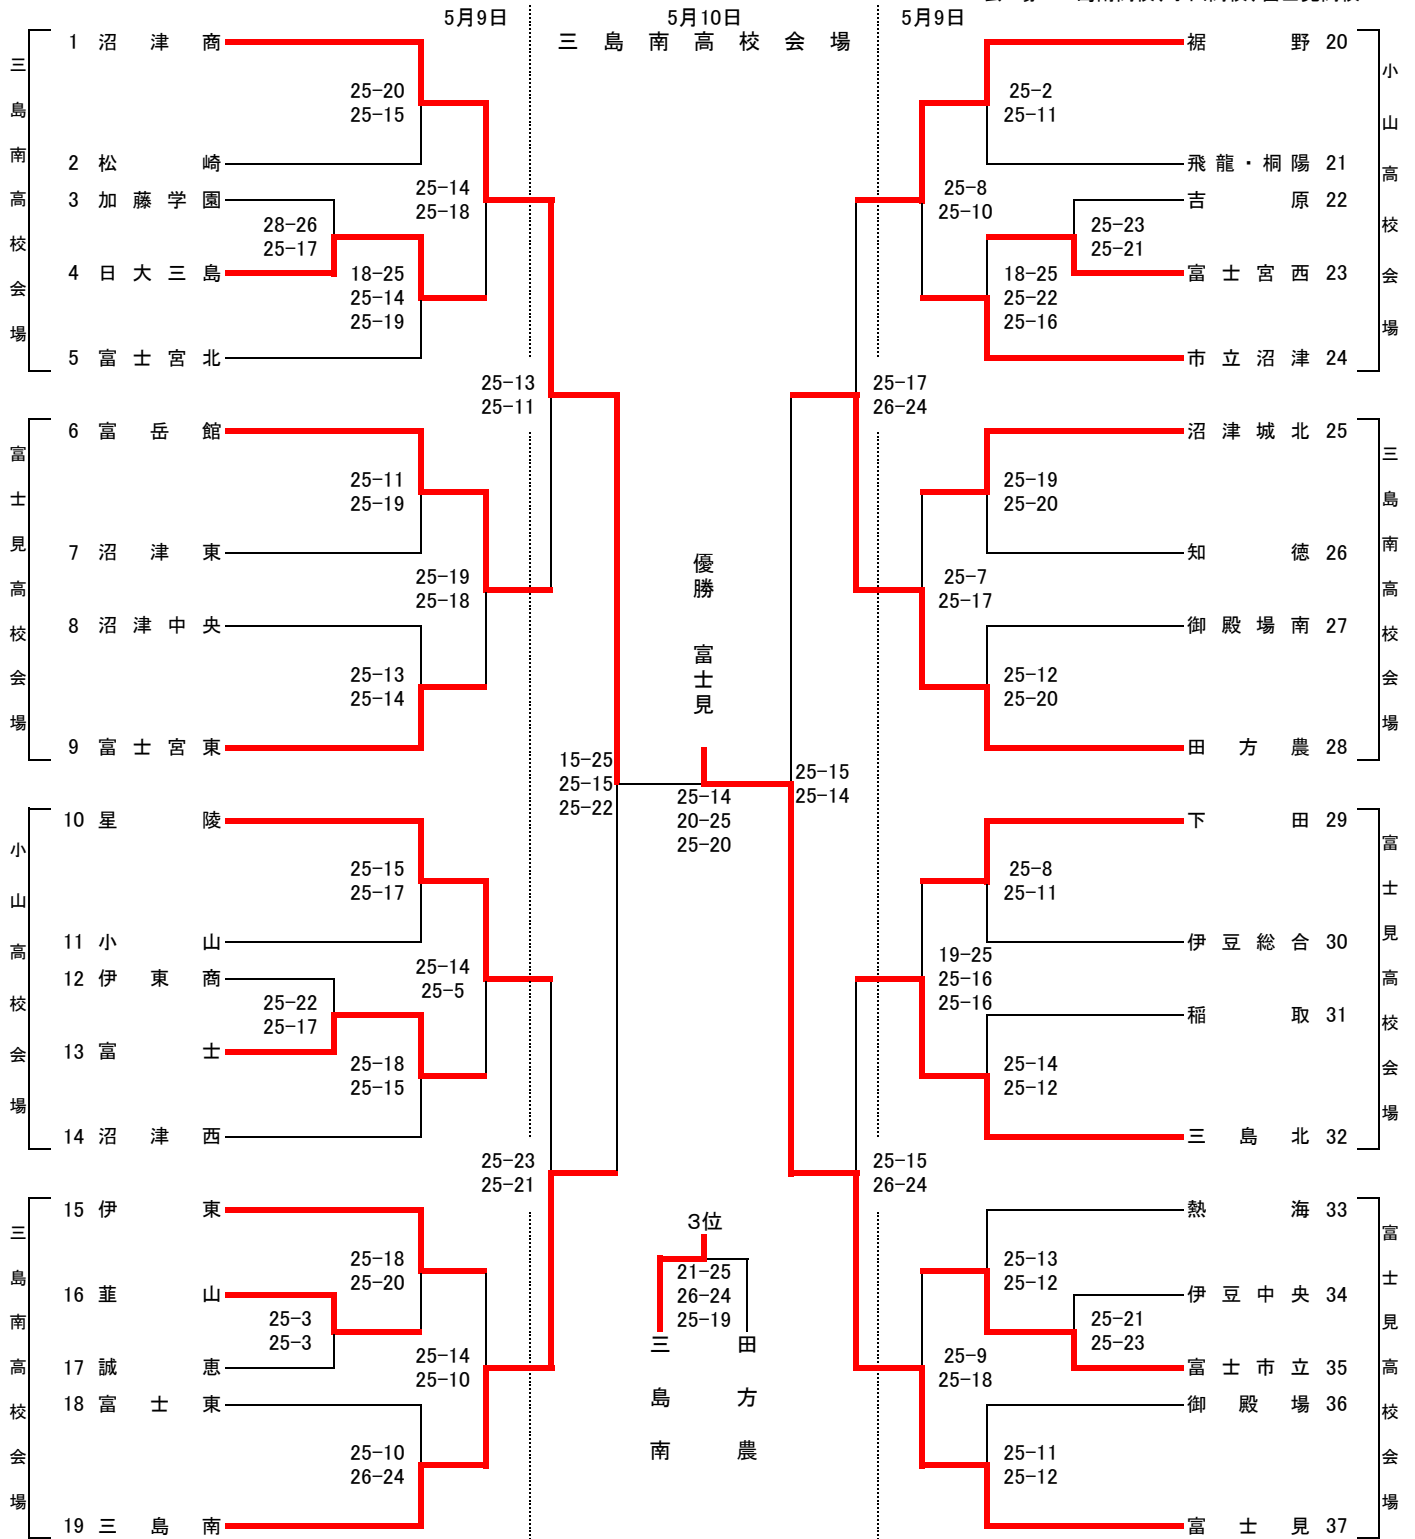 5月9日
5月10日
5月9日
三島南高校会場
三島南高校会場
1 沼津商
25-20
25-15
2 松崎
3 加藤学園
28-26
25-17
4 日大三島
18-25
25-14
25-19
5 富士宮北
25-14
25-18
25-13
25-11
富士見高校会場
6 富岳館
25-11
25-19
7 沼津東
25-19
25-18
8 沼津中央
25-13
25-14
9 富士宮東
15-25
25-15
25-22
小山高校会場
10 星陵
25-15
25-17
11 小山
12 伊東商
25-22
25-17
13 富士
25-14
25-5
25-18
25-15
14 沼津西
25-23
25-21
三島南高校会場
15 伊東
25-18
25-20
16 韮山
25-3
25-3
17 誠恵
25-14
25-10
18 富士東
25-10
26-24
19 三島南
優勝 富士見
25-14
20-25
25-20
3位
21-25
26-24
25-19
三島南
田方農
小山高校会場
裾野 20
25-2
25-11
飛龍・桐陽 21
25-8
25-10
吉原 22
25-23
25-21
富士宮西 23
18-25
25-22
25-16
市立沼津 24
25-17
26-24
三島南高校会場
沼津城北 25
25-19
25-20
知徳 26
25-7
25-17
御殿場南 27
25-12
25-20
田方農 28
25-15
25-14
富士見高校会場
下田 29
25-8
25-11
伊豆総合 30
19-25
25-16
25-16
稲取 31
25-14
25-12
三島北 32
25-15
26-24
富士見高校会場
熱海 33
25-13
25-12
伊豆中央 34
25-21
25-23
富士市立 35
25-9
25-18
御殿場 36
25-11
25-12
富士見 37